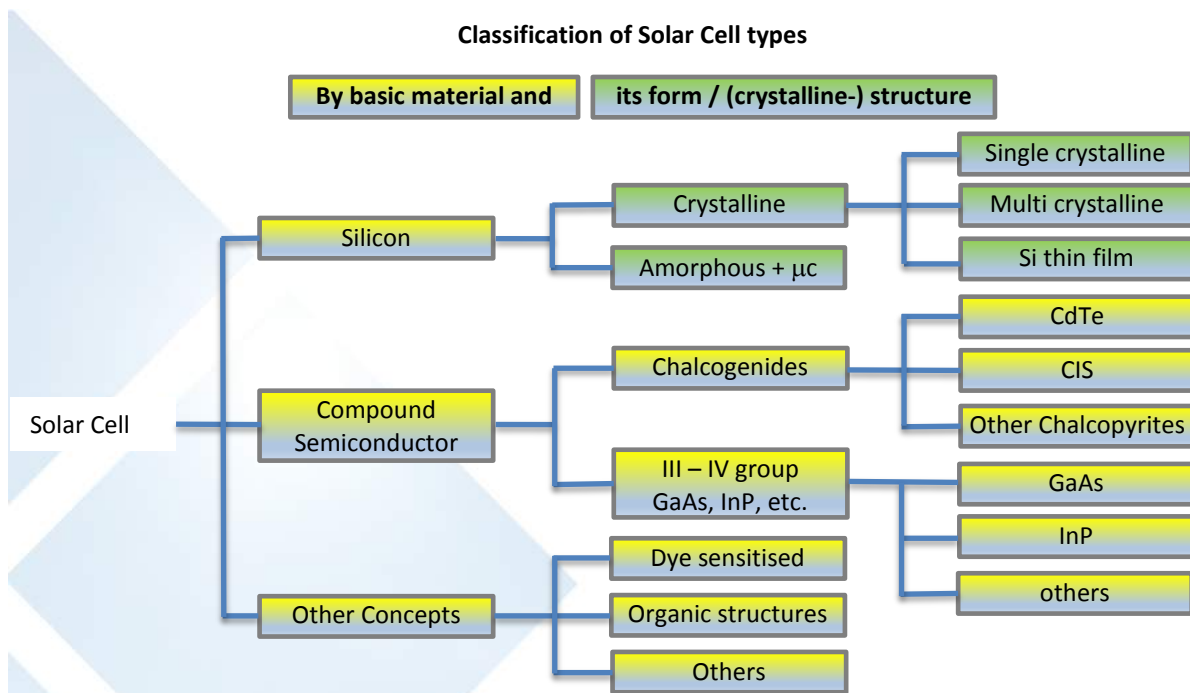 Classification of Solar Cell types
By basic material and
its form / (crystalline-) structure
Solar Cell
Silicon
Crystalline
Single crystalline
Multi crystalline
Si thin film
Amorphous + μc
Compound
Semiconductor
Chalcogenides
CdTe
CIS
Other Chalcopyrites
III – IV group
GaAs, InP, etc.
GaAs
InP
others
Other Concepts
Dye sensitised
Organic structures
Others